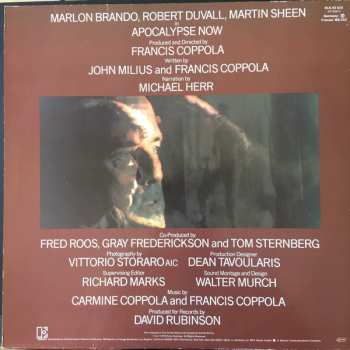 MARLON BRANDO, ROBERT DUVALL, MARTIN SHEEN
in
APOCALYPSE NOW
Produced and Directed by
FRANCIS COPPOLA
Written by
JOHN MILIUS and FRANCIS COPPOLA
Narration by
MICHAEL HERR
Co-Produced by
FRED ROOS, GRAY FREDERICKSON and TOM STERNBERG
Photography by Production Designer
VITTORIO STORARO AIC DEAN TAVOULARIS
Supervising Editor Sound Montage and Design
RICHARD MARKS WALTER MURCH
Music by
CARMINE COPPOLA and FRANCIS COPPOLA
Produced for Records by
DAVID RUBINSON